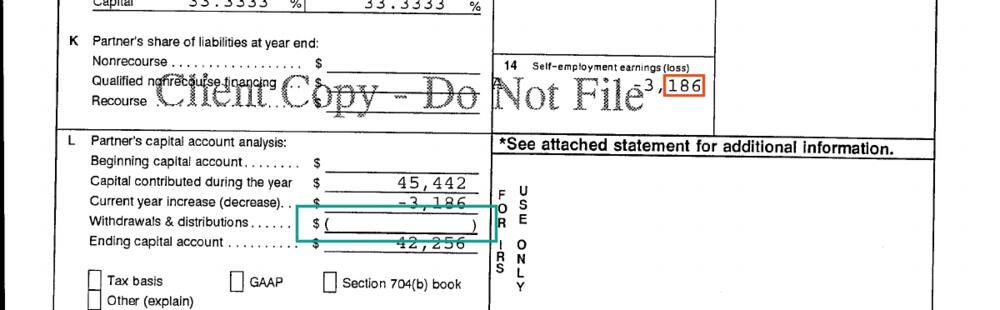 Capital 33.3333 % 33.3333 %
K Partner's share of liabilities at year end:
Nonrecourse .................. $
Qualified nonrecourse financing .. $
Recourse $
Client Copy – Do Not File
14 Self-employment earnings (loss)
A -3,186
L Partner's capital account analysis:
Beginning capital account........ $
Capital contributed during the year $ 45,442
Current year increase (decrease). . $ -3,186
Withdrawals & distributions...... $ ( )
Ending capital account .......... $ 42,256
Tax basis GAAP Section 704(b) book
Other (explain)
*See attached statement for additional information.
FOR IRS
USE ONLY